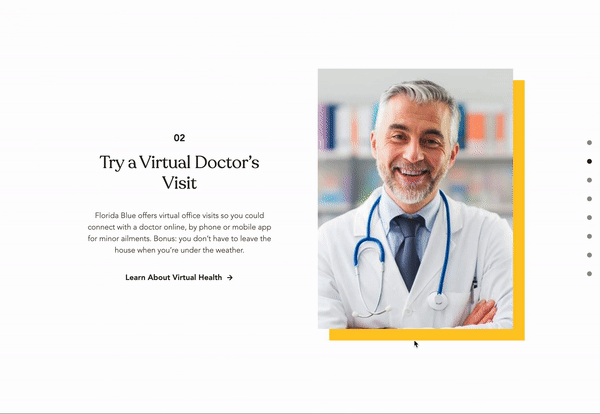 02
Try a Virtual Doctor’s
Visit
Florida Blue offers virtual office visits so you could
connect with a doctor online, by phone or mobile app
for minor ailments. Bonus: you don’t have to leave the
house when you’re under the weather.
Learn About Virtual Health →